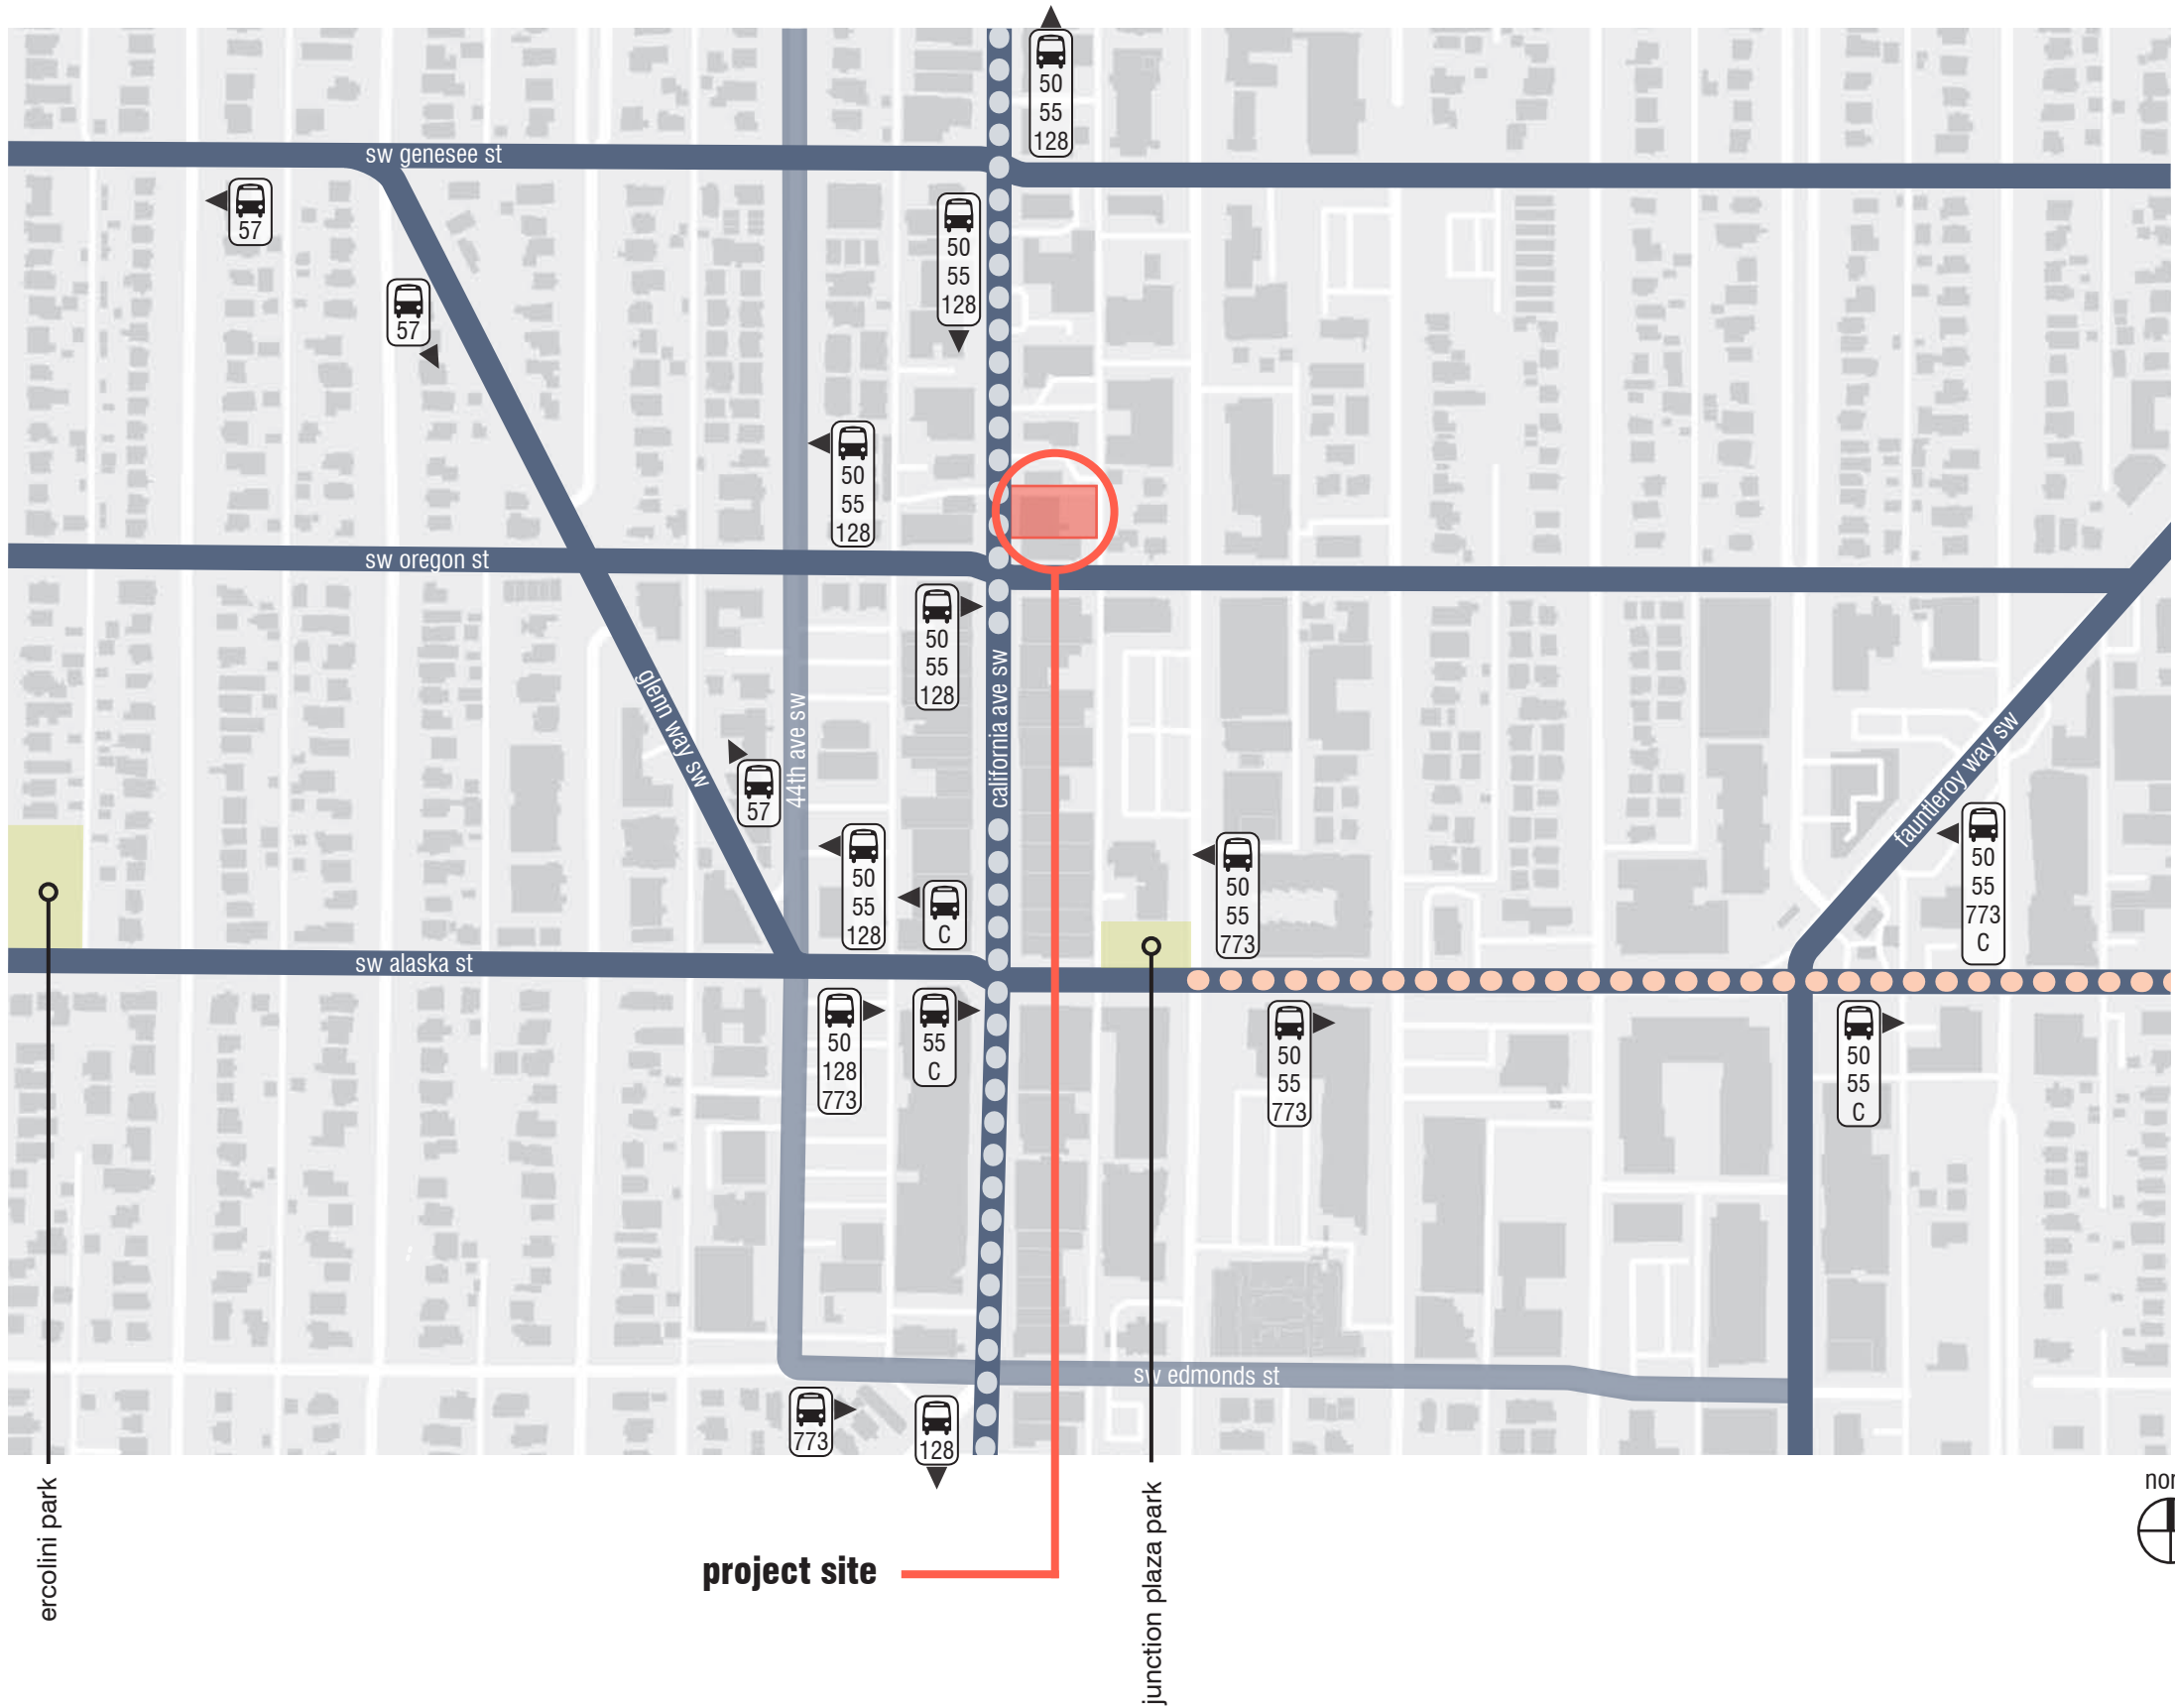 50
55
128
sw genesee st
57
50
55
128
57
50
55
128
sw oregon st
50
55
128
glenn way sw
44th ave sw
california ave sw
fauntleroy way sw
57
50
55
128
C
50
55
773
50
55
773
C
sw alaska st
50
128
773
55
C
50
55
773
50
55
C
sw edmonds st
773
128
nor
ercolini park
junction plaza park
project site